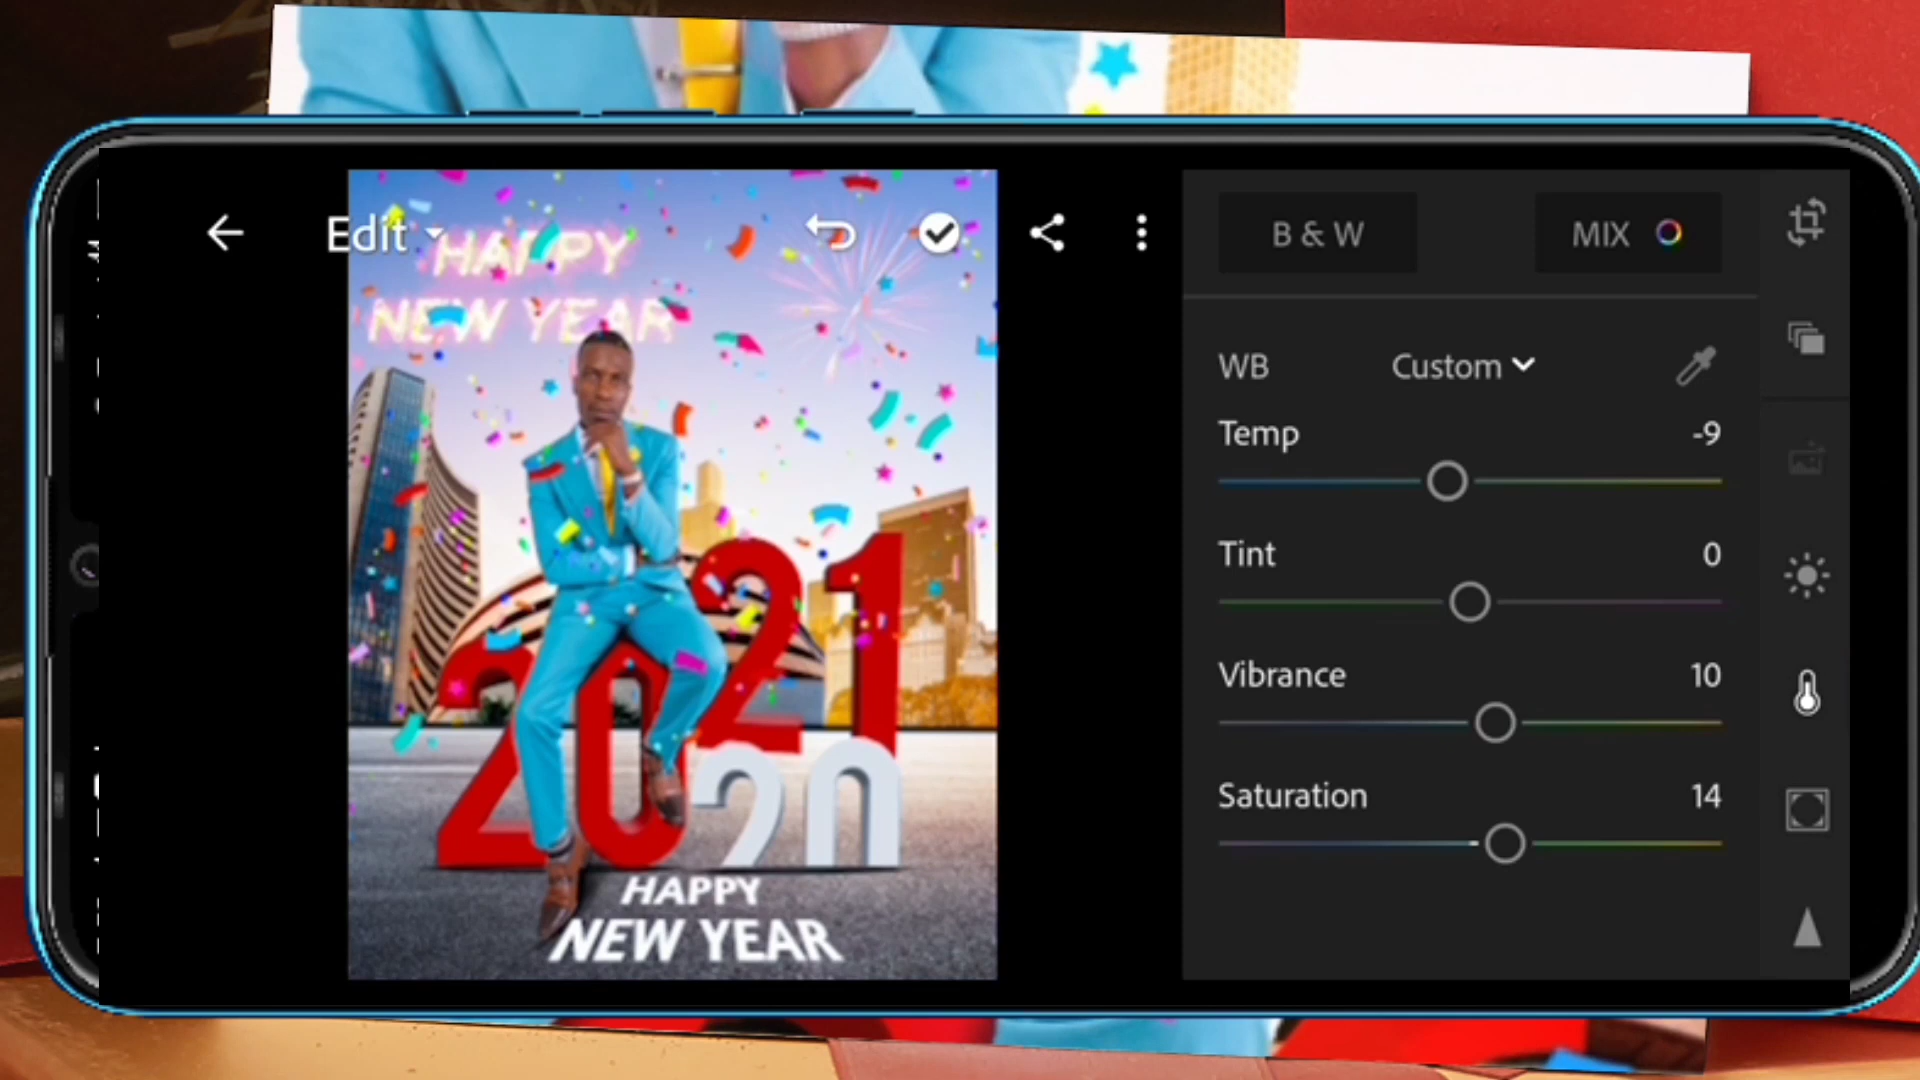 Edit
B & W
MIX
HAPPY
NEW YEAR
WB
Custom
Temp
-9
Tint
0
Vibrance
10
Saturation
14
2021
20
HAPPY
NEW YEAR